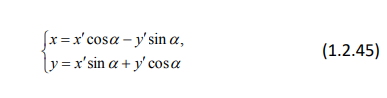 x = x′ cos α − y′ sin α,
(1.2.45)
y = x′ sin α + y′ cos α